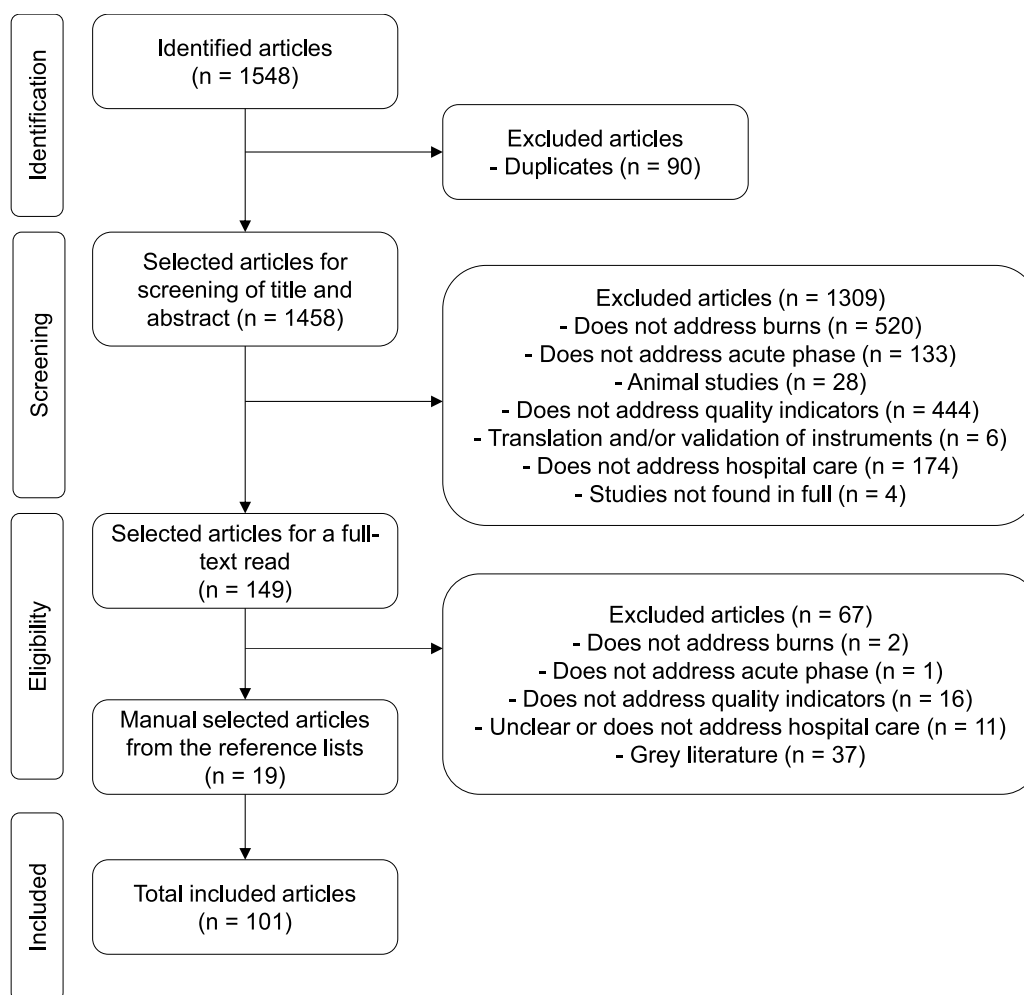 Identification
Identified articles
(n = 1548)
Excluded articles
- Duplicates (n = 90)
Screening
Selected articles for
screening of title and
abstract (n = 1458)
Excluded articles (n = 1309)
- Does not address burns (n = 520)
- Does not address acute phase (n = 133)
- Animal studies (n = 28)
- Does not address quality indicators (n = 444)
- Translation and/or validation of instruments (n = 6)
- Does not address hospital care (n = 174)
- Studies not found in full (n = 4)
Eligibility
Selected articles for a full-
text read
(n = 149)
Excluded articles (n = 67)
- Does not address burns (n = 2)
- Does not address acute phase (n = 1)
- Does not address quality indicators (n = 16)
- Unclear or does not address hospital care (n = 11)
- Grey literature (n = 37)
Manual selected articles
from the reference lists
(n = 19)
Included
Total included articles
(n = 101)